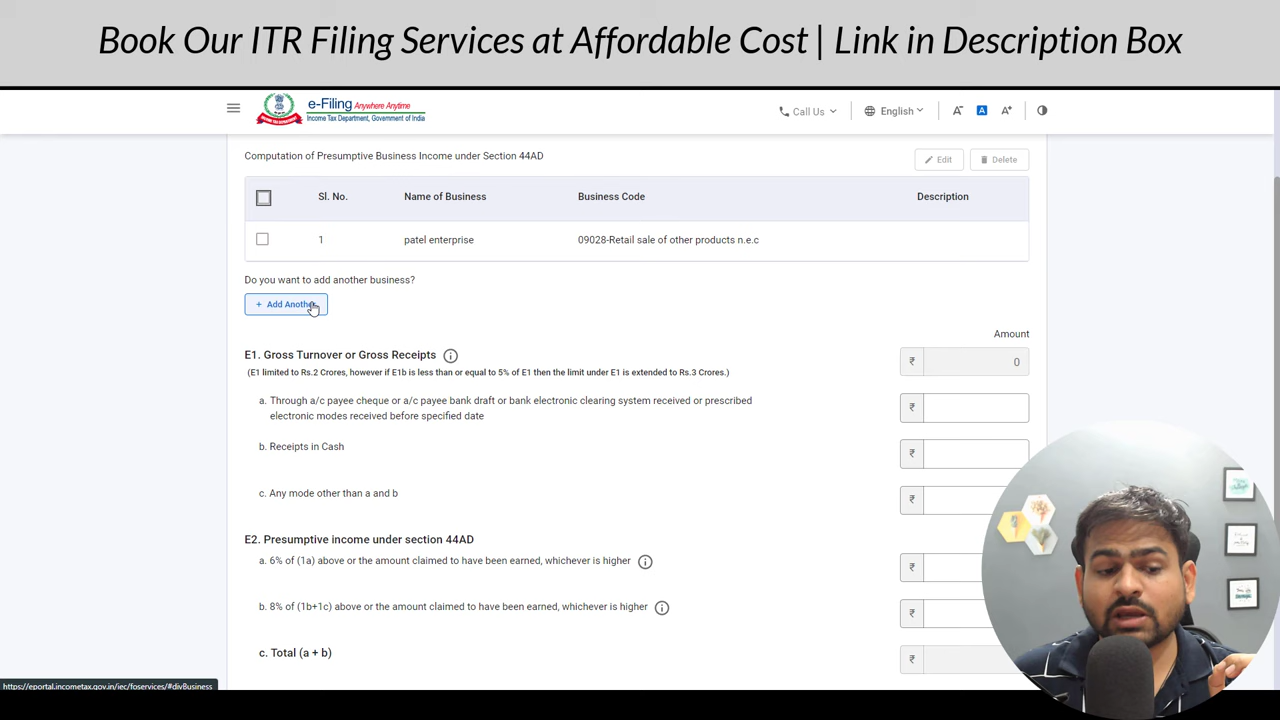 Book Our ITR Filing Services at Affordable Cost | Link in Description Box
e-Filing Anywhere Anytime
Income Tax Department, Government of India
Call Us
English
A-
A
A+
Computation of Presumptive Business Income under Section 44AD
Edit
Delete
Sl. No. Name of Business Business Code Description
1 patel enterprise 09028-Retail sale of other products n.e.c
Do you want to add another business?
+ Add Another
Amount
E1. Gross Turnover or Gross Receipts
₹ 0
(E1 limited to Rs.2 Crores, however if E1b is less than or equal to 5% of E1 then the limit under E1 is extended to Rs.3 Crores.)
a. Through a/c payee cheque or a/c payee bank draft or bank electronic clearing system received or prescribed
electronic modes received before specified date
₹
b. Receipts in Cash
₹
c. Any mode other than a and b
₹
E2. Presumptive income under section 44AD
a. 6% of (1a) above or the amount claimed to have been earned, whichever is higher
₹
b. 8% of (1b+1c) above or the amount claimed to have been earned, whichever is higher
₹
c. Total (a + b)
₹
https://eportal.incometax.gov.in/iec/foservices/#divBusiness